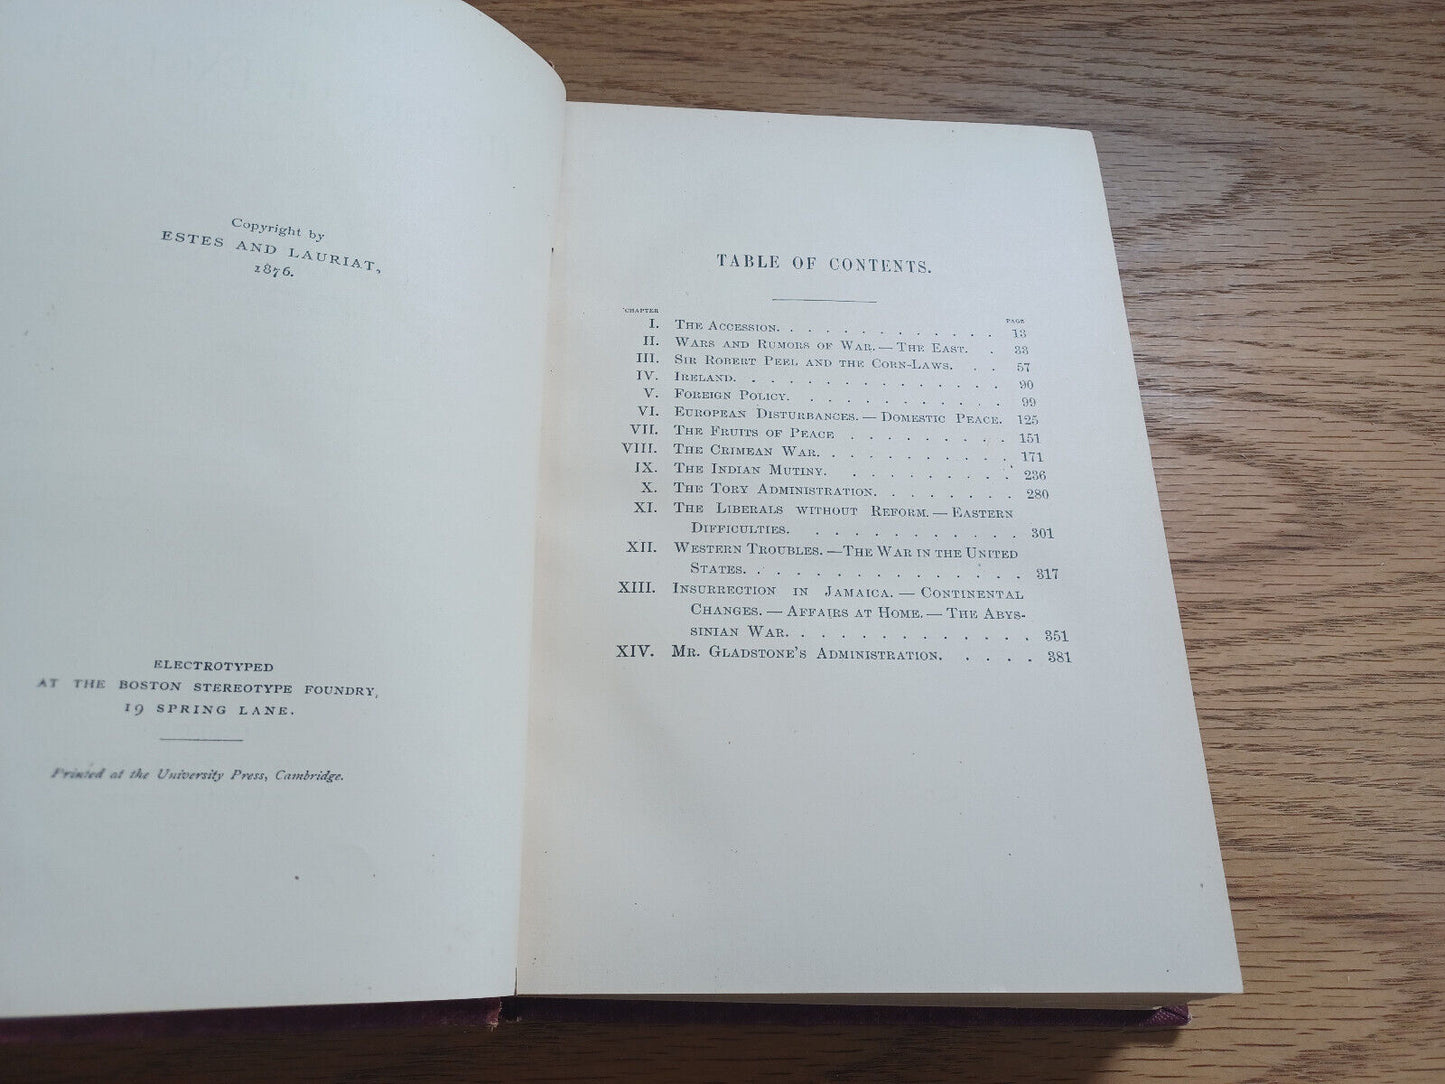 Copyright by
ESTES AND LAURIAT,
1876.
ELECTROTYPED
AT THE BOSTON STEREOTYPE FOUNDRY,
19 SPRING LANE.
Printed at the University Press, Cambridge.
TABLE OF CONTENTS.
CHAPTER PAGE
I. THE ACCESSION. . . . . . . . . . . . . 13
II. WARS AND RUMORS OF WAR. — THE EAST. . 33
III. SIR ROBERT PEEL AND THE CORN-LAWS. . . 57
IV. IRELAND. . . . . . . . . . . . . . . 90
V. FOREIGN POLICY. . . . . . . . . . . . 99
VI. EUROPEAN DISTURBANCES. — DOMESTIC PEACE. 125
VII. THE FRUITS OF PEACE . . . . . . . . . 151
VIII. THE CRIMEAN WAR. . . . . . . . . . . 171
IX. THE INDIAN MUTINY. . . . . . . . . . 236
X. THE TORY ADMINISTRATION. . . . . . . . 280
XI. THE LIBERALS WITHOUT REFORM. — EASTERN
DIFFICULTIES. . . . . . . . . . . . 301
XII. WESTERN TROUBLES. — THE WAR IN THE UNITED
STATES. . . . . . . . . . . . . . . 317
XIII. INSURRECTION IN JAMAICA. — CONTINENTAL
CHANGES. — AFFAIRS AT HOME. — THE ABYS-
SINIAN WAR. . . . . . . . . . . . . 351
XIV. MR. GLADSTONE'S ADMINISTRATION. . . . . 381